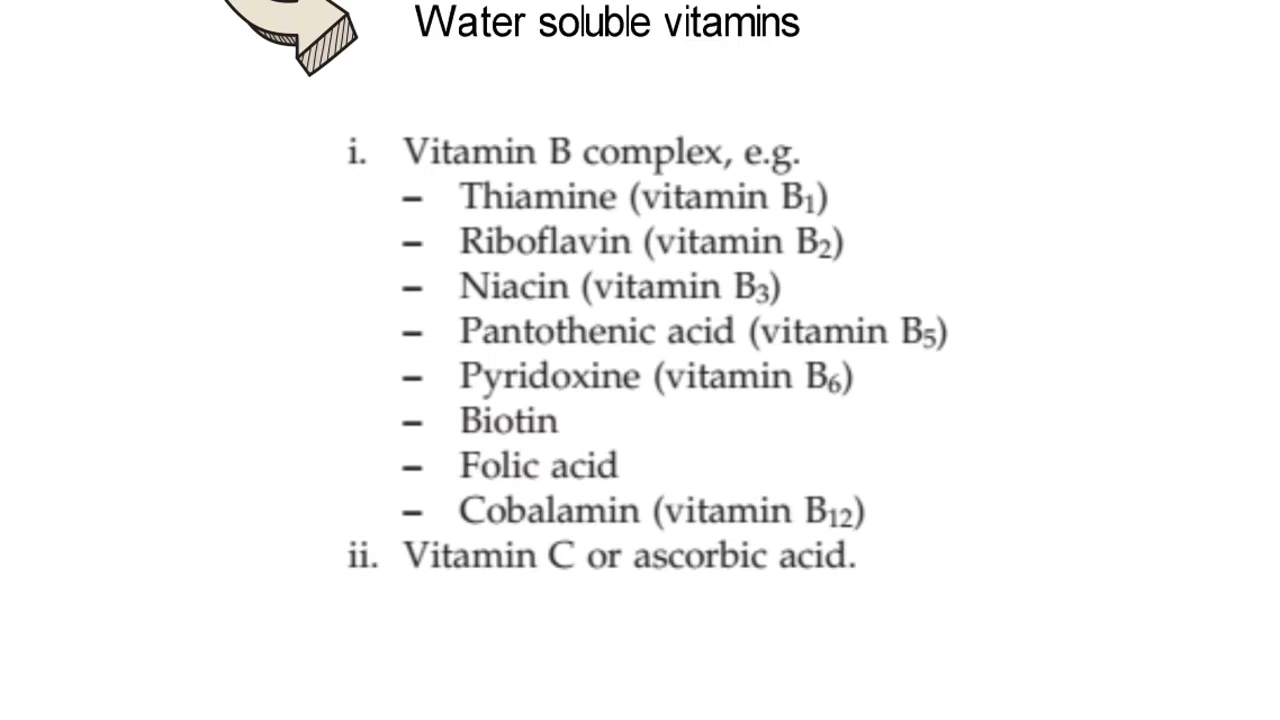 Water soluble vitamins
i. Vitamin B complex, e.g.
– Thiamine (vitamin B₁)
– Riboflavin (vitamin B₂)
– Niacin (vitamin B₃)
– Pantothenic acid (vitamin B₅)
– Pyridoxine (vitamin B₆)
– Biotin
– Folic acid
– Cobalamin (vitamin B₁₂)
ii. Vitamin C or ascorbic acid.